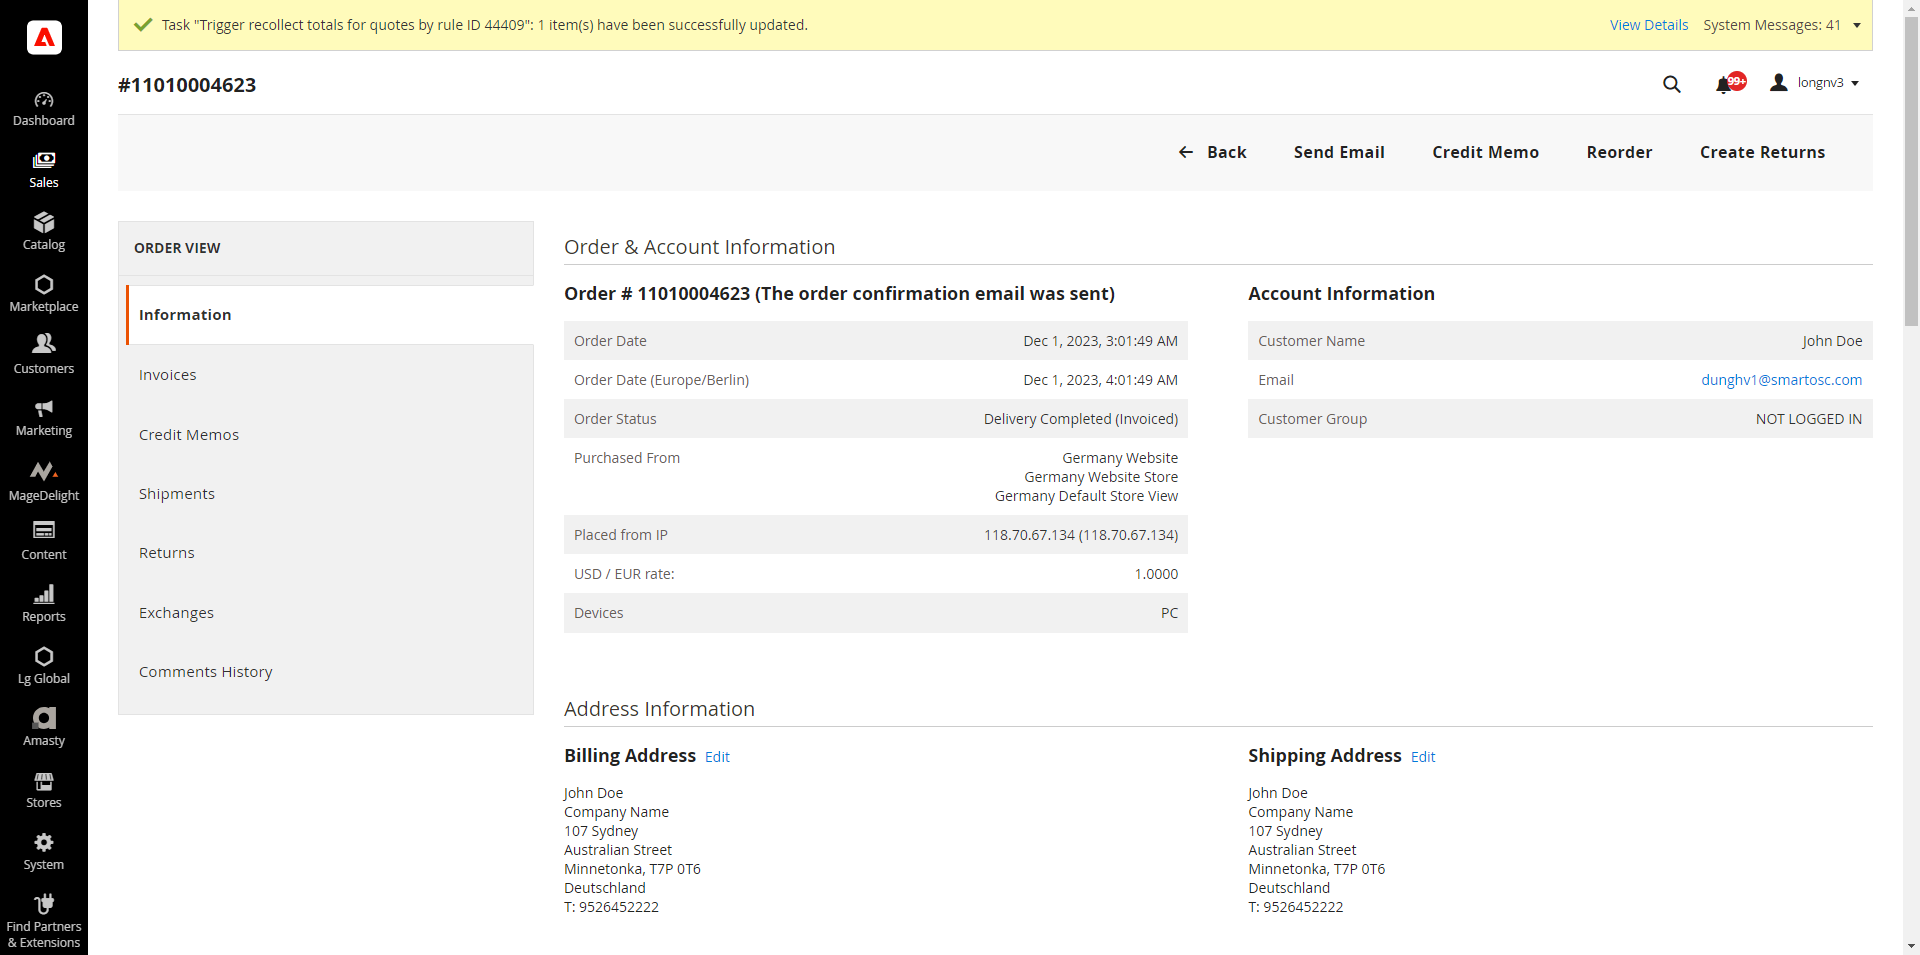 Task "Trigger recollect totals for quotes by rule ID 44409": 1 item(s) have been successfully updated.
View Details
System Messages: 41
#11010004623
99+
longnv3
Back
Send Email
Credit Memo
Reorder
Create Returns
Dashboard
Sales
Catalog
Marketplace
Customers
Marketing
MageDelight
Content
Reports
Lg Global
Amasty
Stores
System
Find Partners
& Extensions
ORDER VIEW
Information
Invoices
Credit Memos
Shipments
Returns
Exchanges
Comments History
Order & Account Information
Order # 11010004623 (The order confirmation email was sent)
Order Date Dec 1, 2023, 3:01:49 AM
Order Date (Europe/Berlin) Dec 1, 2023, 4:01:49 AM
Order Status Delivery Completed (Invoiced)
Purchased From Germany Website
Germany Website Store
Germany Default Store View
Placed from IP 118.70.67.134 (118.70.67.134)
USD / EUR rate: 1.0000
Devices PC
Account Information
Customer Name John Doe
Email dunghv1@smartosc.com
Customer Group NOT LOGGED IN
Address Information
Billing Address Edit
John Doe
Company Name
107 Sydney
Australian Street
Minnetonka, T7P 0T6
Deutschland
T: 9526452222
Shipping Address Edit
John Doe
Company Name
107 Sydney
Australian Street
Minnetonka, T7P 0T6
Deutschland
T: 9526452222